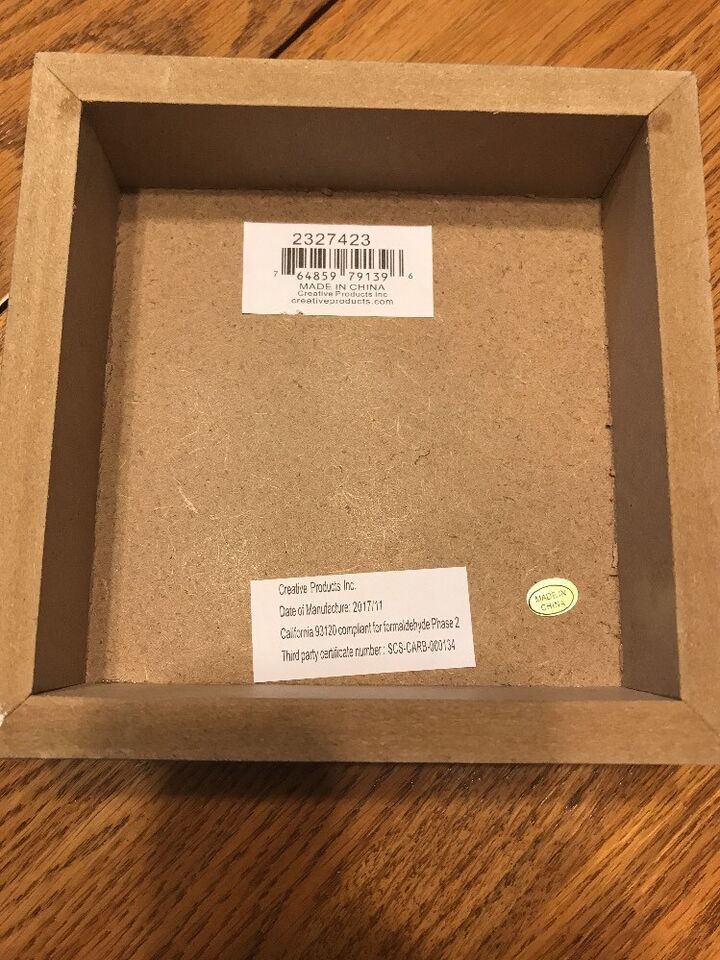 2327423
7 64859 79139 6
MADE IN CHINA
Creative Products Inc
creativeproducts.com
Creative Products Inc.
Date of Manufacture: 2017/11
California 93120 compliant for formaldehyde Phase 2
Third party certificate number : SCS-CARB-000134
MADE IN
CHINA